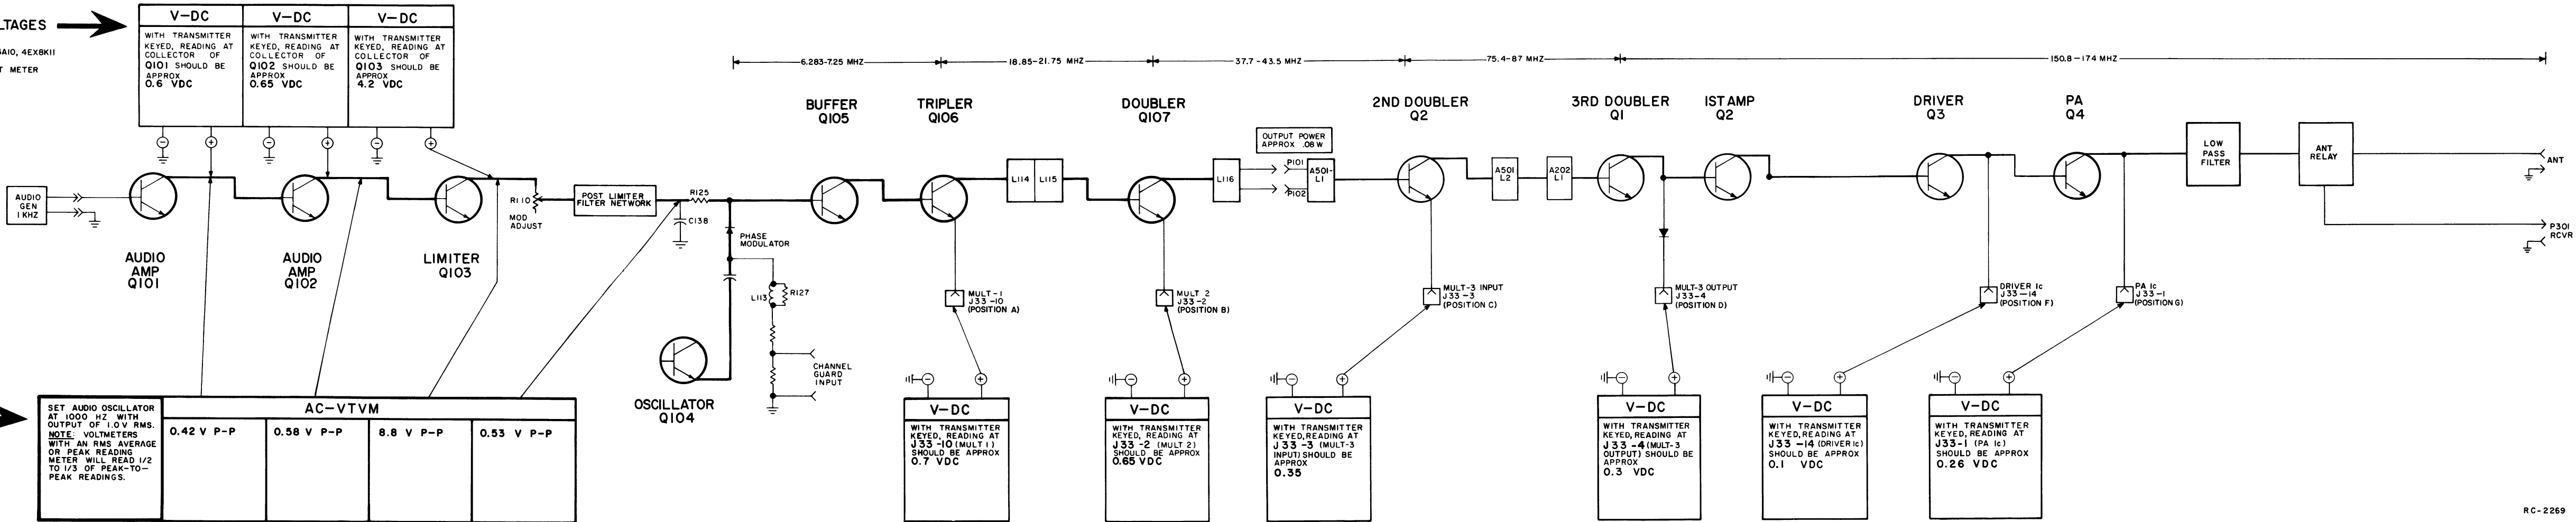 LTAGES
V-DC
V-DC
V-DC
6A10, 4EX8K11
T METER
WITH TRANSMITTER
KEYED, READING AT
COLLECTOR OF
Q101 SHOULD BE
APPROX
0.6 VDC
WITH TRANSMITTER
KEYED, READING AT
COLLECTOR OF
Q102 SHOULD BE
APPROX
0.65 VDC
WITH TRANSMITTER
KEYED, READING AT
COLLECTOR OF
Q103 SHOULD BE
APPROX
4.2 VDC
6.283-7.25 MHZ
18.85-21.75 MHZ
37.7-43.5 MHZ
75.4-87 MHZ
150.8-174 MHZ
BUFFER
Q105
TRIPLER
Q106
DOUBLER
Q107
2ND DOUBLER
Q2
3RD DOUBLER
Q1
1ST AMP
Q2
DRIVER
Q3
PA
Q4
OUTPUT POWER
APPROX .08 W
LOW
PASS
FILTER
ANT
RELAY
ANT
P301
RCVR
AUDIO
GEN
1 KHZ
R110
MOD
ADJUST
POST LIMITER
FILTER NETWORK
R125
C138
PHASE
MODULATOR
L114
L115
L116
P101
P102
A501-
L1
A501
L2
A202
L1
AUDIO
AMP
Q101
AUDIO
AMP
Q102
LIMITER
Q103
L113
R127
CHANNEL
GUARD
INPUT
OSCILLATOR
Q104
MULT-1
J33-10
(POSITION A)
MULT 2
J33-2
(POSITION B)
MULT-3 INPUT
J33-3
(POSITION C)
MULT-3 OUTPUT
J33-4
(POSITION D)
DRIVER Ic
J33-14
(POSITION F)
PA Ic
J33-1
(POSITION G)
SET AUDIO OSCILLATOR
AT 1000 HZ WITH
OUTPUT OF 1.0 V RMS.
NOTE: VOLTMETERS
WITH AN RMS AVERAGE
OR PEAK READING
METER WILL READ 1/2
TO 1/3 OF PEAK-TO-
PEAK READINGS.
AC-VTVM
0.42 V P-P
0.58 V P-P
8.8 V P-P
0.53 V P-P
V-DC
WITH TRANSMITTER
KEYED, READING AT
J33-10 (MULT 1)
SHOULD BE APPROX
0.7 VDC
V-DC
WITH TRANSMITTER
KEYED, READING AT
J33-2 (MULT 2)
SHOULD BE APPROX
0.65 VDC
V-DC
WITH TRANSMITTER
KEYED, READING AT
J33-3 (MULT-3
INPUT) SHOULD BE
APPROX
0.35
V-DC
WITH TRANSMITTER
KEYED, READING AT
J33-4 (MULT-3
OUTPUT) SHOULD BE
APPROX
0.3 VDC
V-DC
WITH TRANSMITTER
KEYED, READING AT
J33-14 (DRIVER Ic)
SHOULD BE APPROX
0.1 VDC
V-DC
WITH TRANSMITTER
KEYED, READING AT
J33-1 (PA Ic)
SHOULD BE APPROX
0.26 VDC
RC-2269